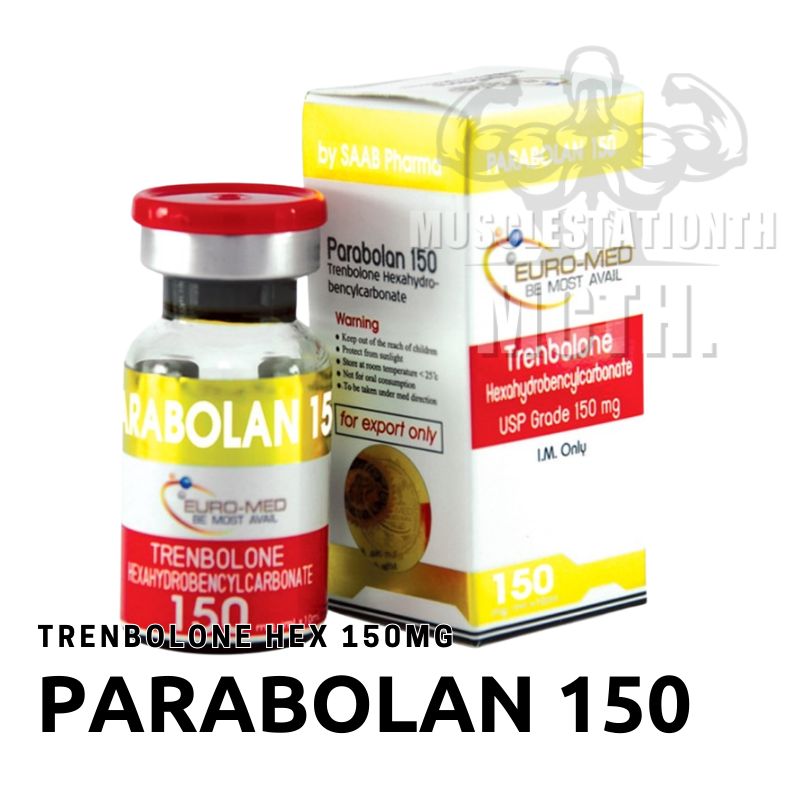 by SAAB Pharma
PARABOLAN 150
MUSCLESTATIONTH
MCTH.
Parabolan 150
Trenbolone Hexahydro-
bencylcarbonate
Warning
• Keep out of the reach of children
• Protect from sunlight
• Store at room temperature < 25°c
• Not for oral consumption
• To be taken under med direction
for export only
EURO-MED
BE MOST AVAIL
Trenbolone
Hexahydrobencylcarbonate
USP Grade 150 mg
I.M. Only
150
ARABOLAN 15
EURO-MED
BE MOST AVAIL
TRENBOLONE
HEXAHYDROBENCYLCARBONATE
150
TRENBOLONE HEX 150MG
PARABOLAN 150